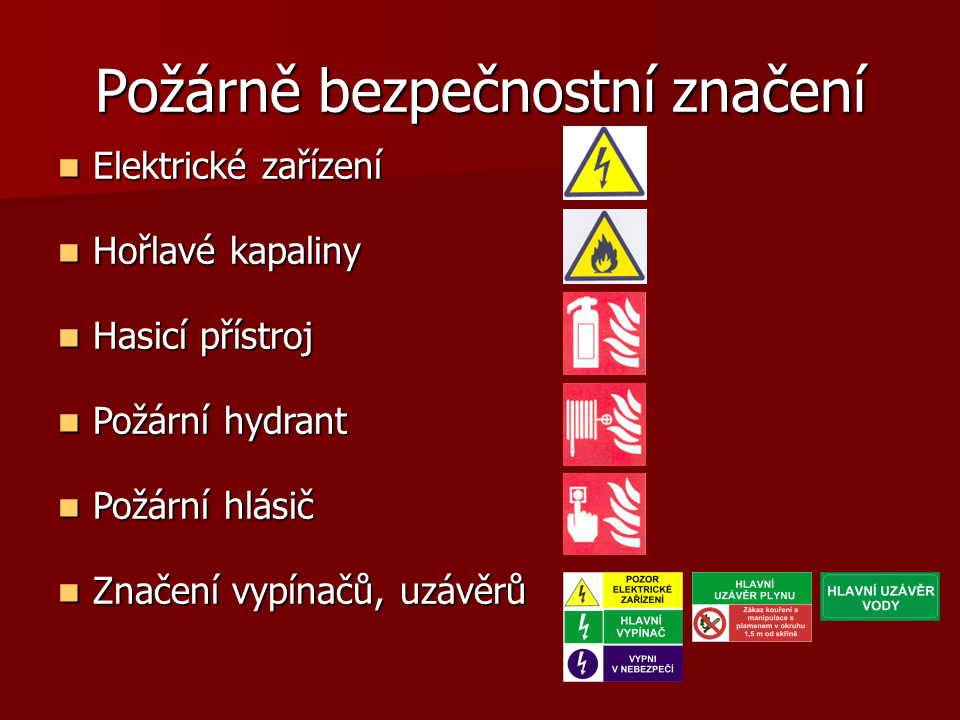 Požárně bezpečnostní značení
Elektrické zařízení
Hořlavé kapaliny
Hasicí přístroj
Požární hydrant
Požární hlásič
Značení vypínačů, uzávěrů
POZOR
ELEKTRICKÉ
ZAŘÍZENÍ
HLAVNÍ
VYPÍNAČ
VYPNI
V NEBEZPEČÍ
HLAVNÍ
UZÁVĚR PLYNU
Zákaz kouření a
manipulace s
plamenem v okruhu
1,5 m od skříně
HLAVNÍ UZÁVĚR
VODY